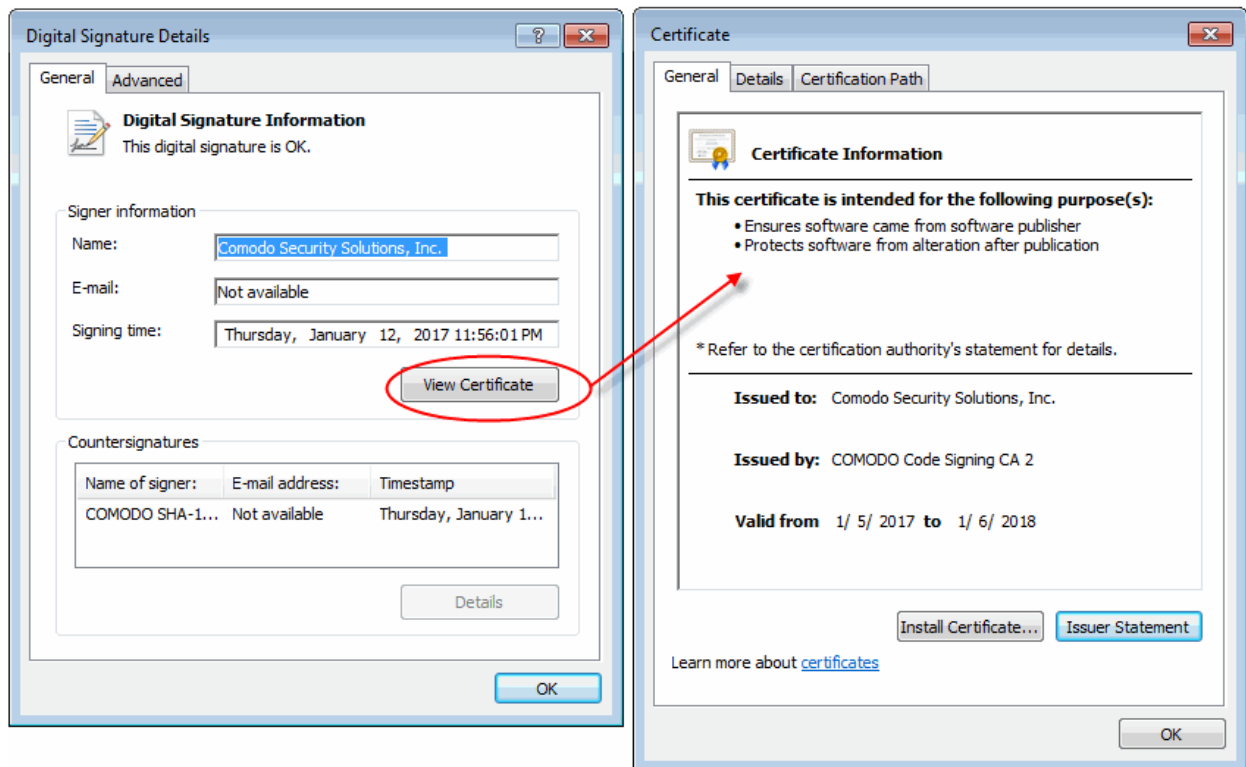 Digital Signature Details
?
General
Advanced
Digital Signature Information
This digital signature is OK.
Signer information
Name:
Comodo Security Solutions, Inc.
E-mail:
Not available
Signing time:
Thursday, January 12, 2017 11:56:01 PM
View Certificate
Countersignatures
Name of signer: E-mail address: Timestamp
COMODO SHA-1... Not available Thursday, January 1...
Details
OK
Certificate
General
Details
Certification Path
Certificate Information
This certificate is intended for the following purpose(s):
• Ensures software came from software publisher
• Protects software from alteration after publication
* Refer to the certification authority's statement for details.
Issued to: Comodo Security Solutions, Inc.
Issued by: COMODO Code Signing CA 2
Valid from 1/ 5/ 2017 to 1/ 6/ 2018
Install Certificate...
Issuer Statement
Learn more about certificates
OK